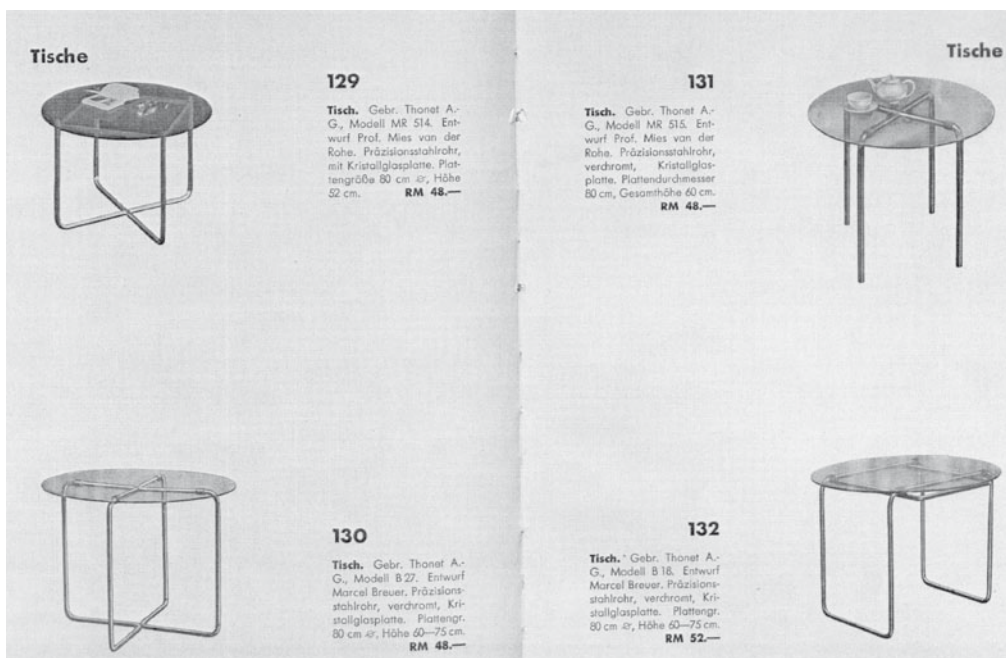 Tische
129
Tisch. Gebr. Thonet A.-
G., Modell MR 514. Ent-
wurf Prof. Mies van der
Rohe. Präzisionsstahlrohr,
mit Kristallglasplatte. Plat-
tengröße 80 cm ⌀, Höhe
52 cm. RM 48.—
130
Tisch. Gebr. Thonet A.-
G., Modell B 27. Entwurf
Marcel Breuer. Präzisions-
stahlrohr, verchromt, Kri-
stallglasplatte. Plattengr.
80 cm ⌀, Höhe 60—75 cm.
RM 48.—
Tische
131
Tisch. Gebr. Thonet A.-
G., Modell MR 515. Ent-
wurf Prof. Mies van der
Rohe. Präzisionsstahlrohr,
verchromt, Kristallglas-
platte. Plattendurchmesser
80 cm, Gesamthöhe 60 cm.
RM 48.—
132
Tisch. Gebr. Thonet A.-
G., Modell B 18. Entwurf
Marcel Breuer. Präzisions-
stahlrohr, verchromt, Kri-
stallglasplatte. Plattengr.
80 cm ⌀, Höhe 60—75 cm.
RM 52.—